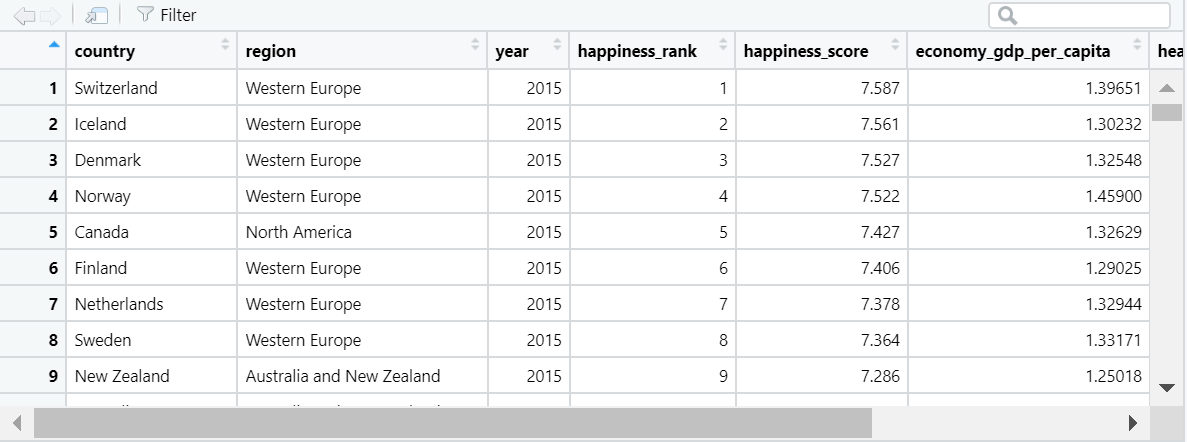 Filter
country region year happiness_rank happiness_score economy_gdp_per_capita hea
1 Switzerland Western Europe 2015 1 7.587 1.39651
2 Iceland Western Europe 2015 2 7.561 1.30232
3 Denmark Western Europe 2015 3 7.527 1.32548
4 Norway Western Europe 2015 4 7.522 1.45900
5 Canada North America 2015 5 7.427 1.32629
6 Finland Western Europe 2015 6 7.406 1.29025
7 Netherlands Western Europe 2015 7 7.378 1.32944
8 Sweden Western Europe 2015 8 7.364 1.33171
9 New Zealand Australia and New Zealand 2015 9 7.286 1.25018